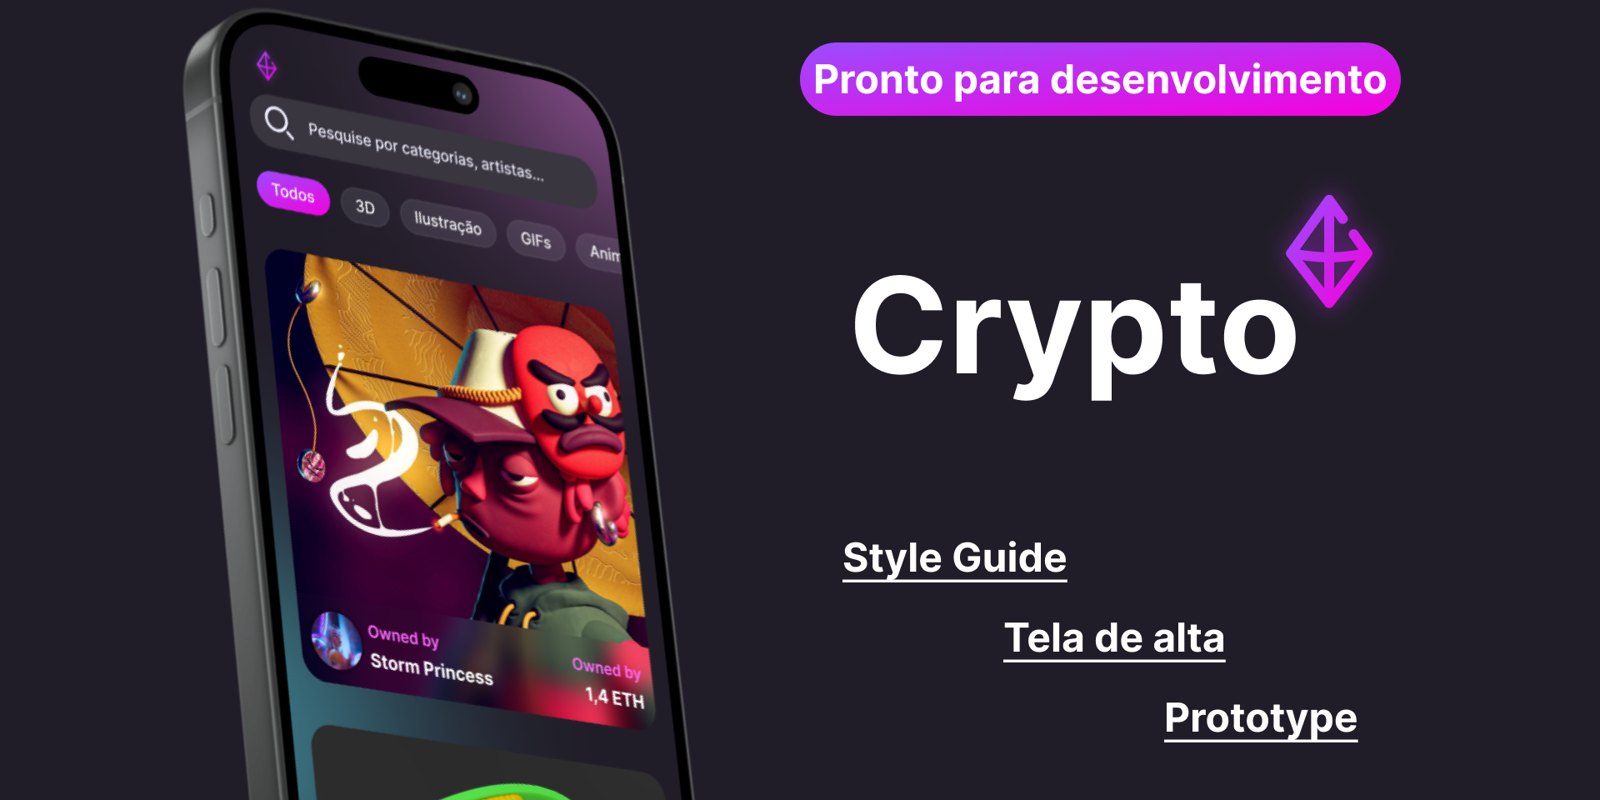 Pesquise por categorias, artistas...
Todos
3D
Ilustração
GIFs
Anim
Owned by
Storm Princess
Owned by
1,4 ETH
Pronto para desenvolvimento
Crypto
Style Guide
Tela de alta
Prototype